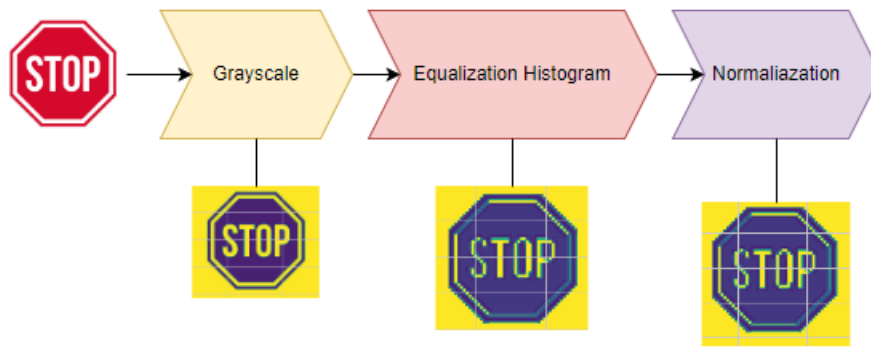 STOP
Grayscale
Equalization Histogram
Normaliazation
STOP
STOP
STOP